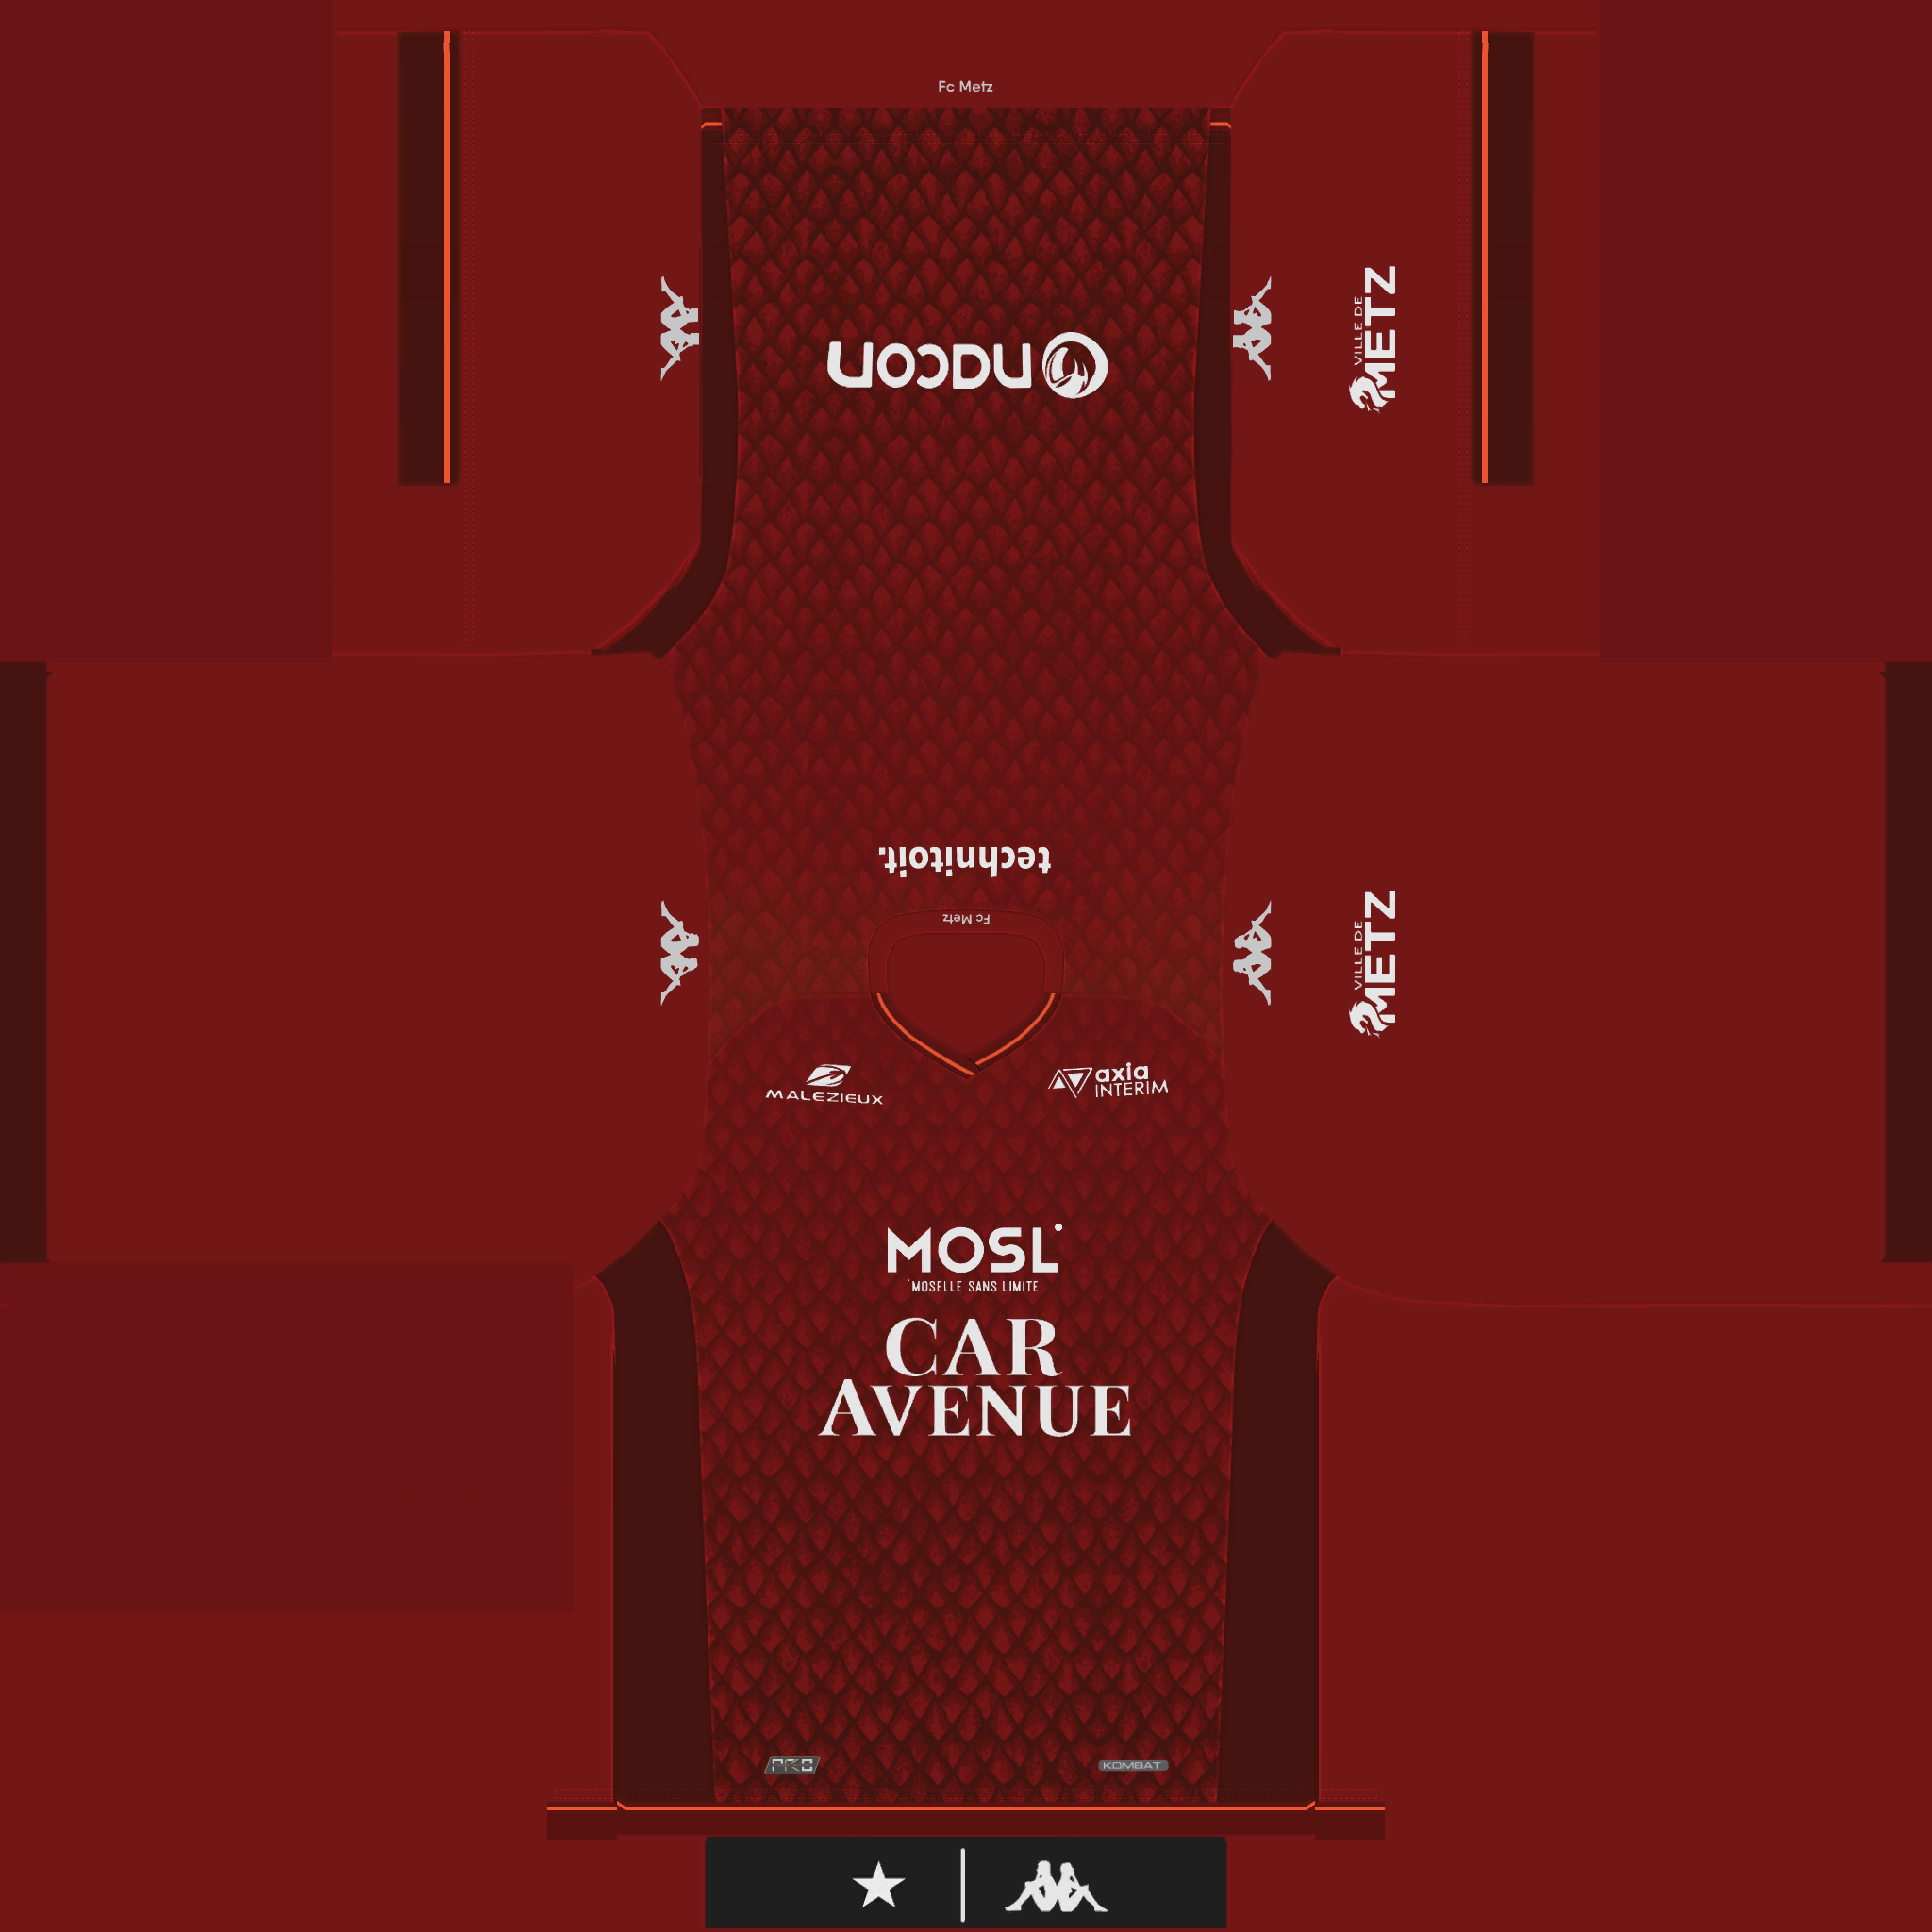 Fc Metz
nacon
VILLE DE
METZ
technitoit.
Fc Metz
VILLE DE
METZ
MALEZIEUX
axia
INTERIM
MOSL
MOSELLE SANS LIMITE
CAR
AVENUE
PRO
KOMBAT